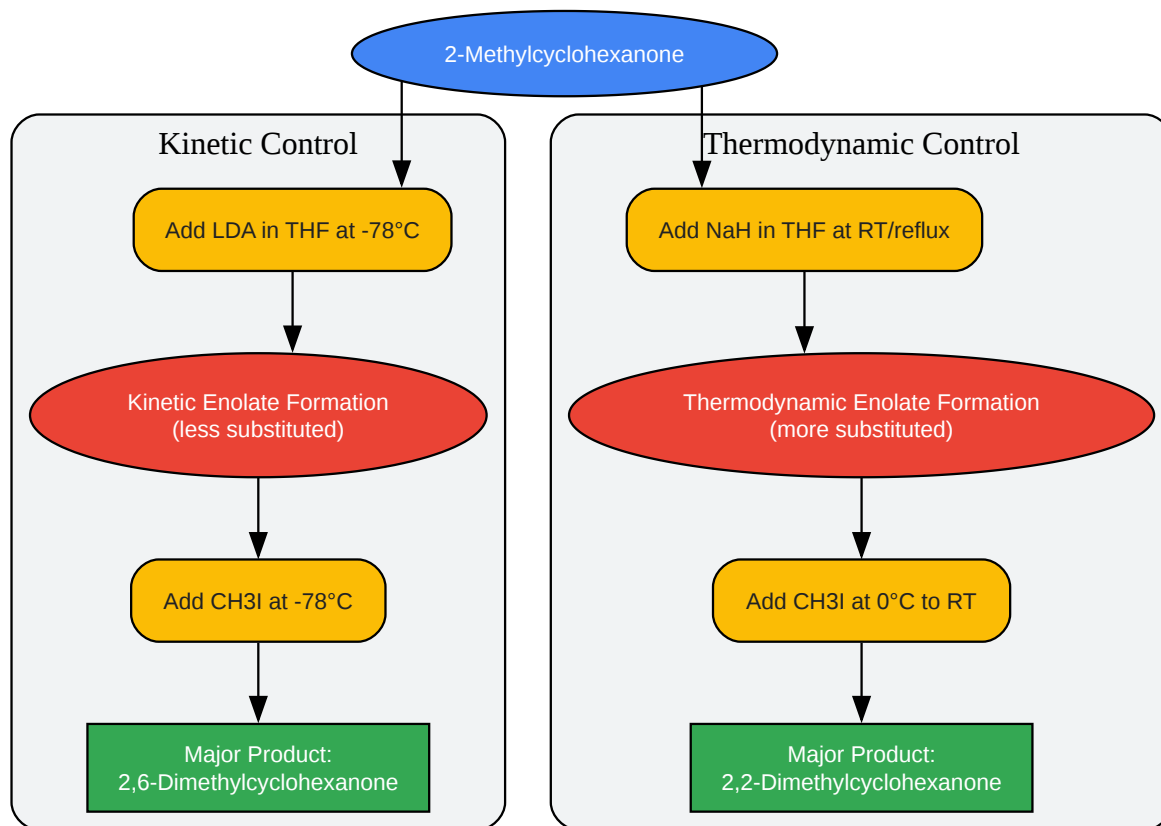 2-Methylcyclohexanone
Kinetic Control
Add LDA in THF at -78°C
Kinetic Enolate Formation
(less substituted)
Add CH3I at -78°C
Major Product:
2,6-Dimethylcyclohexanone
Thermodynamic Control
Add NaH in THF at RT/reflux
Thermodynamic Enolate Formation
(more substituted)
Add CH3I at 0°C to RT
Major Product:
2,2-Dimethylcyclohexanone